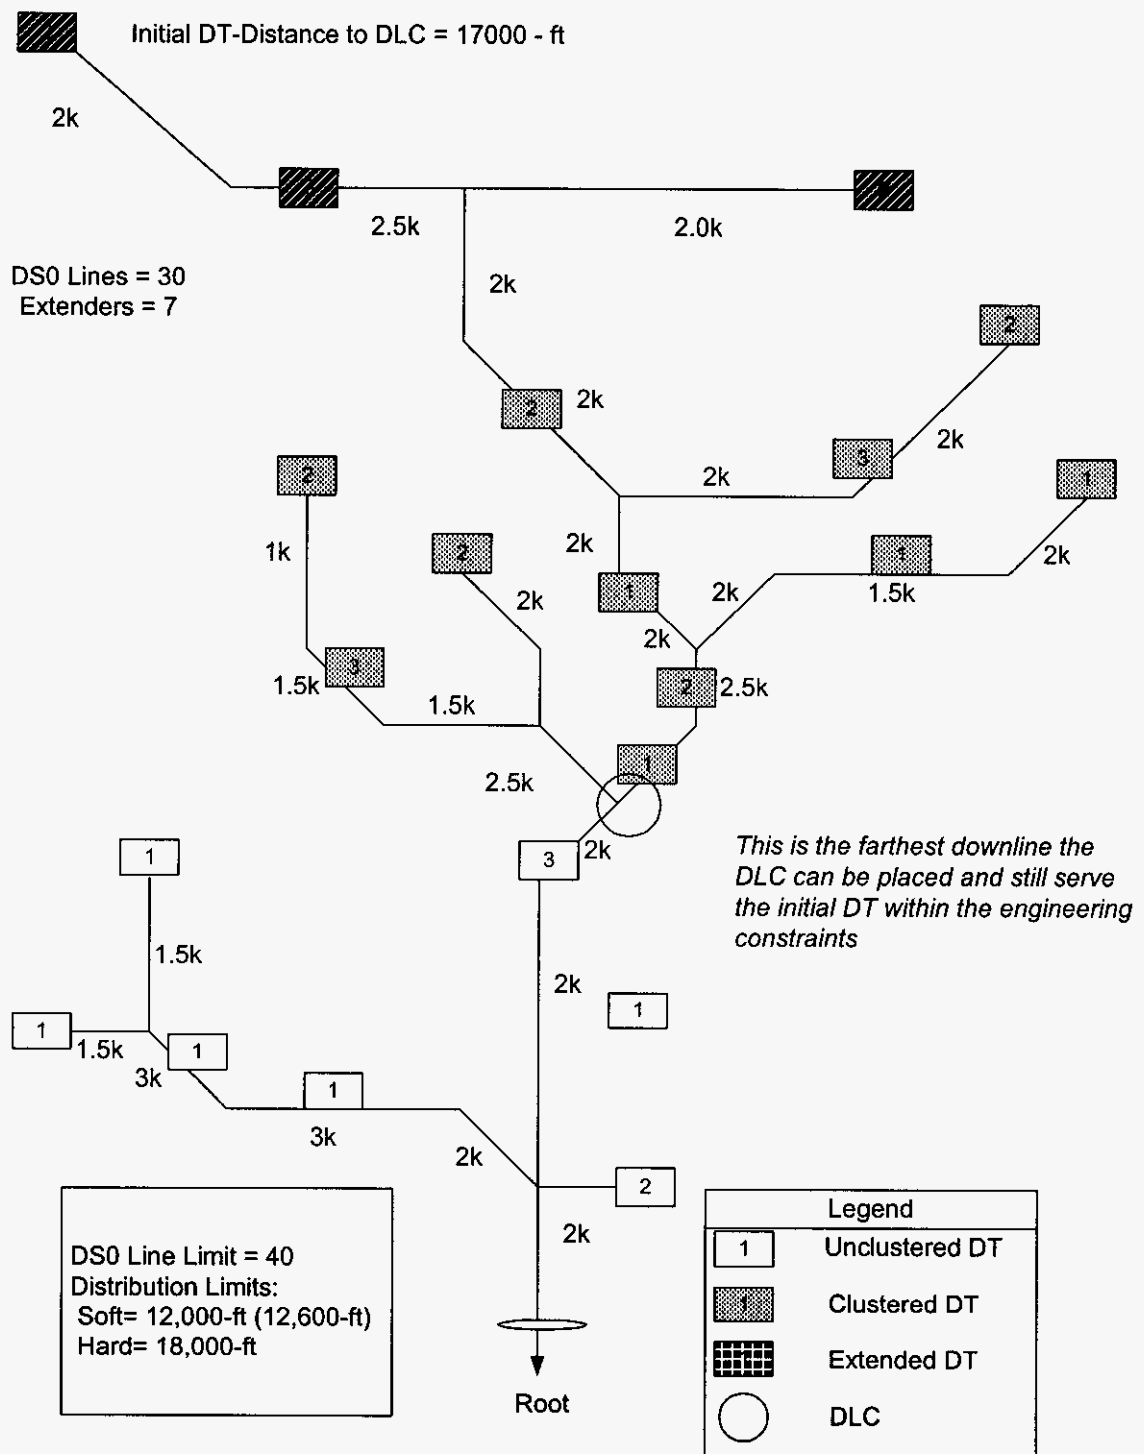 Initial DT-Distance to DLC = 17000 - ft
2k
2.5k
2.0k
DS0 Lines = 30
Extenders = 7
2k
2
2
2k
3
2k
2k
2
1
2k
1k
2
2k
1
1
2k
2k
1.5k
2k
2k
3
1.5k
1.5k
2
2.5k
1
2.5k
3
2k
This is the farthest downline the
DLC can be placed and still serve
the initial DT within the engineering
constraints
1
1.5k
2k
1
1
1.5k
1
3k
1
3k
2k
2
2k
DS0 Line Limit = 40
Distribution Limits:
Soft= 12,000-ft (12,600-ft)
Hard= 18,000-ft
Root
Legend
1
Unclustered DT
1
Clustered DT
Extended DT
DLC